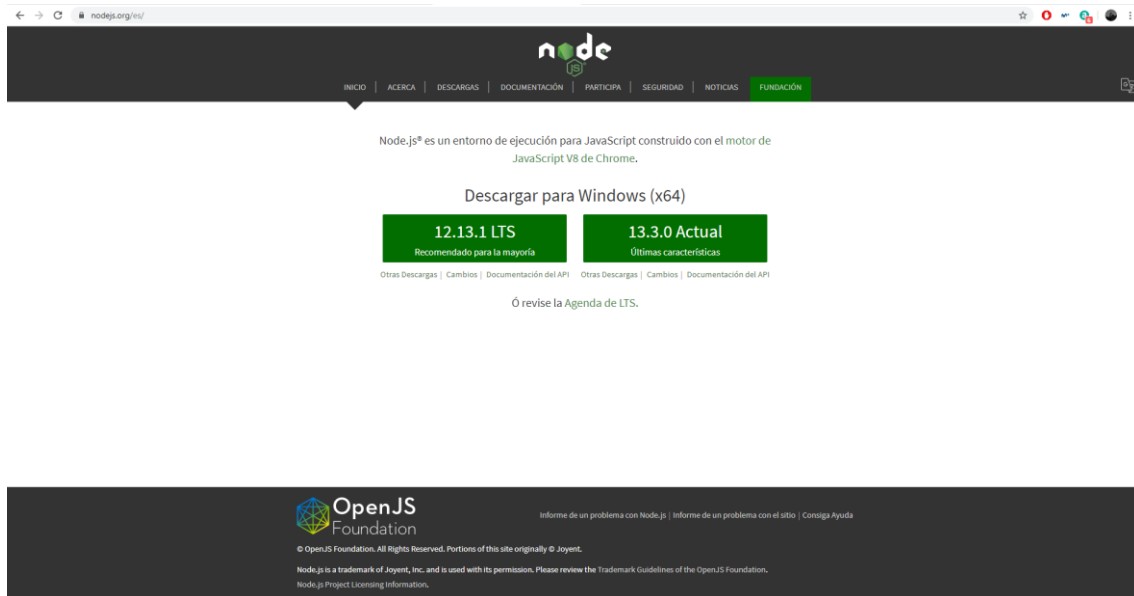 nodejs.org/es/
node
JS
INICIO | ACERCA | DESCARGAS | DOCUMENTACIÓN | PARTICIPA | SEGURIDAD | NOTICIAS FUNDACIÓN
Node.js® es un entorno de ejecución para JavaScript construido con el motor de
JavaScript V8 de Chrome.
Descargar para Windows (x64)
12.13.1 LTS
Recomendado para la mayoría
13.3.0 Actual
Últimas características
Otras Descargas | Cambios | Documentación del API
Otras Descargas | Cambios | Documentación del API
Ó revise la Agenda de LTS.
OpenJS
Foundation
Informe de un problema con Node.js | Informe de un problema con el sitio | Consiga Ayuda
© OpenJS Foundation. All Rights Reserved. Portions of this site originally © Joyent.
Node.js is a trademark of Joyent, Inc. and is used with its permission. Please review the Trademark Guidelines of the OpenJS Foundation.
Node.js Project Licensing Information.